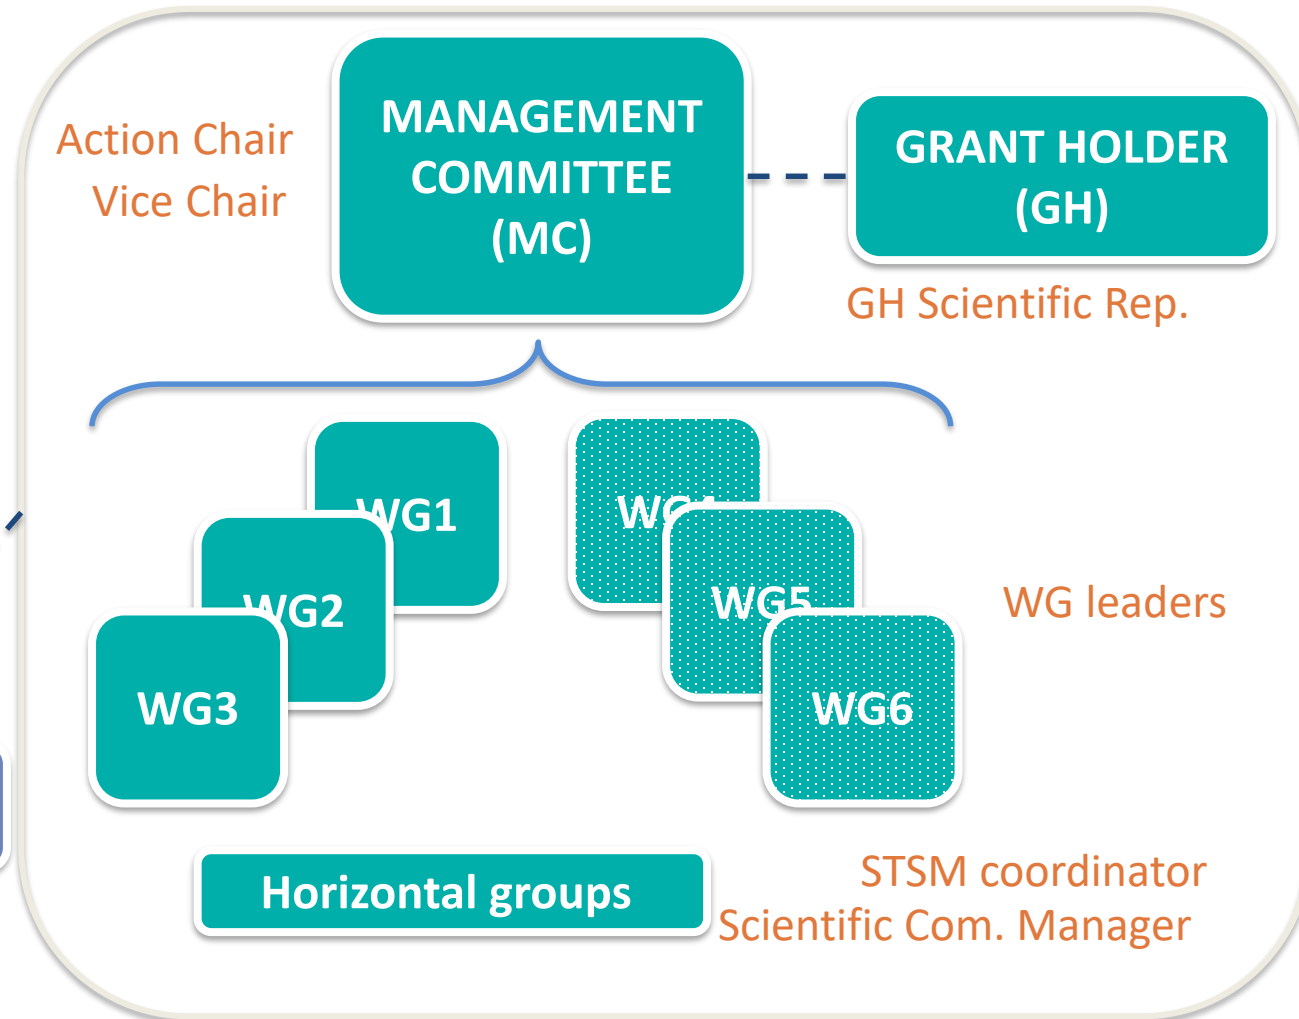 Action Chair
Vice Chair
MANAGEMENT
COMMITTEE
(MC)
GRANT HOLDER
(GH)
GH Scientific Rep.
WG1
WG2
WG3
WG4
WG5
WG6
WG leaders
Horizontal groups
STSM coordinator
Scientific Com. Manager